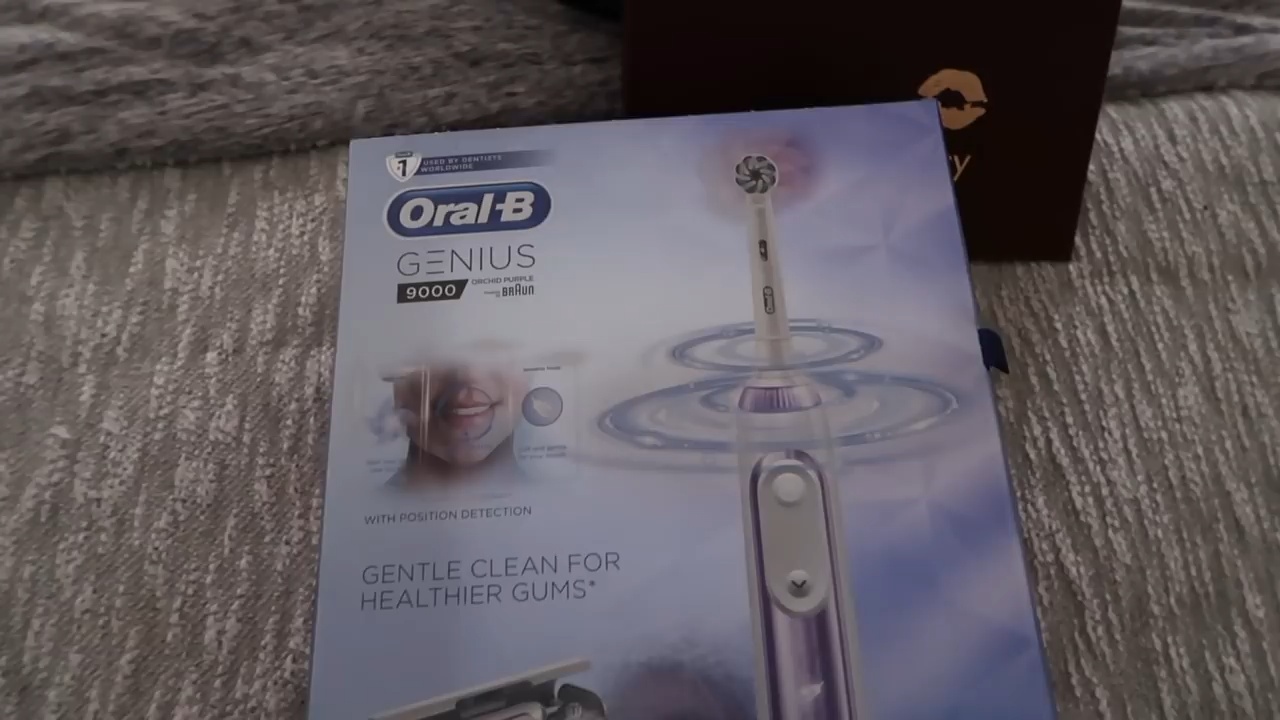 1
USED BY DENTISTS
WORLDWIDE
Oral-B
GENIUS
ORCHID PURPLE
9000
BRAUN
Oral-B
WITH POSITION DETECTION
GENTLE CLEAN FOR
HEALTHIER GUMS*